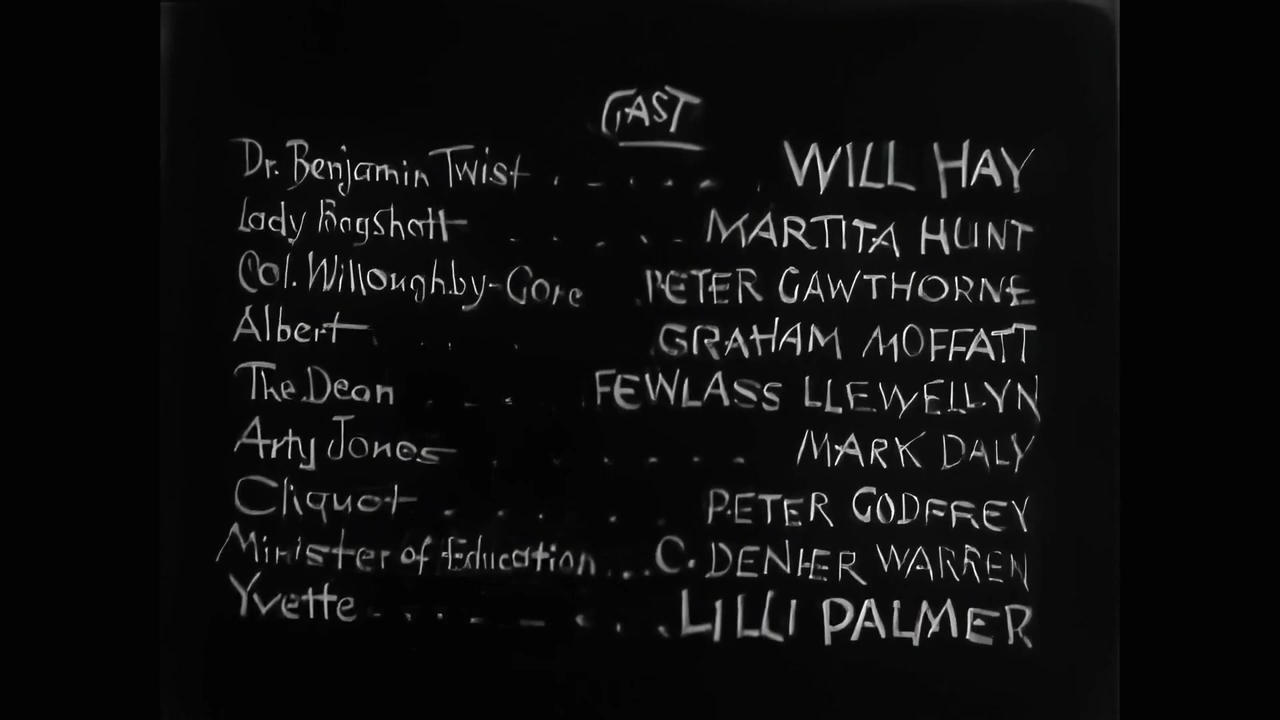 CAST
Dr. Benjamin Twist . . . . . . WILL HAY
Lady Bagshott . . . . . MARTITA HUNT
Col. Willoughby-Gore . PETER GAWTHORNE
Albert . . . GRAHAM MOFFATT
The Dean . . . . FEWLASS LLEWELLYN
Arty Jones . . . . . . MARK DALY
Cliquot . . . . . PETER GODFREY
Minister of Education . . . C. DENIER WARREN
Yvette . . . . . . . . LILLI PALMER